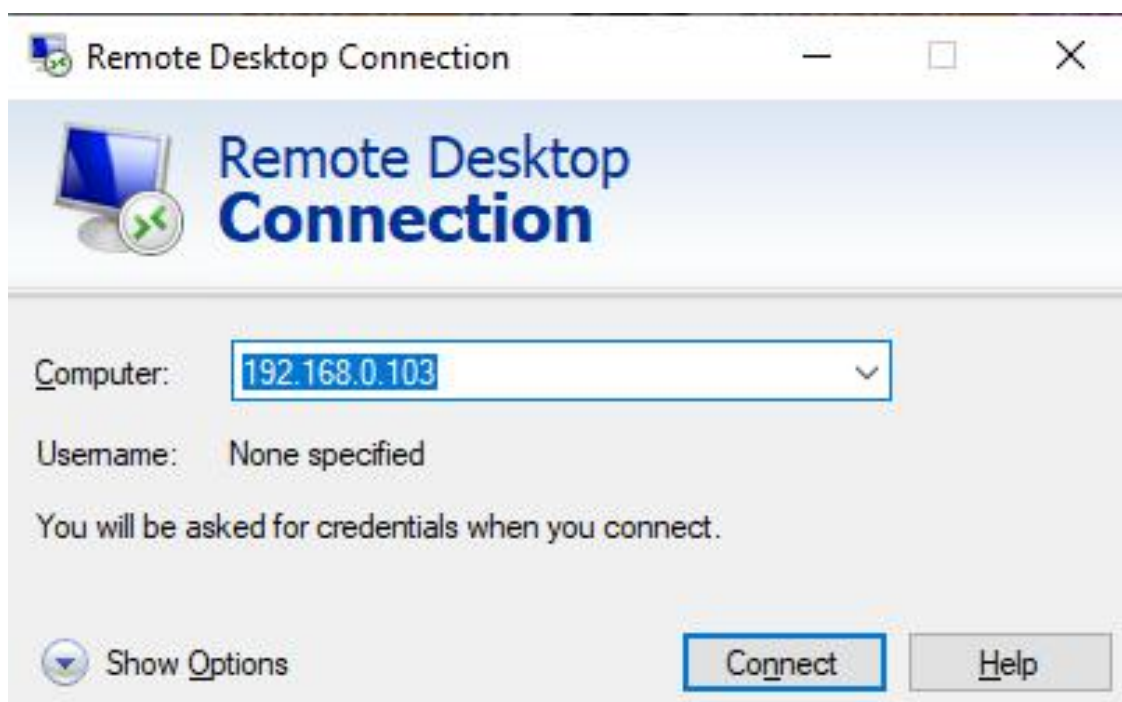 Remote Desktop Connection
Remote Desktop
Connection
Computer: 192.168.0.103
Username: None specified
You will be asked for credentials when you connect.
Show Options Connect Help